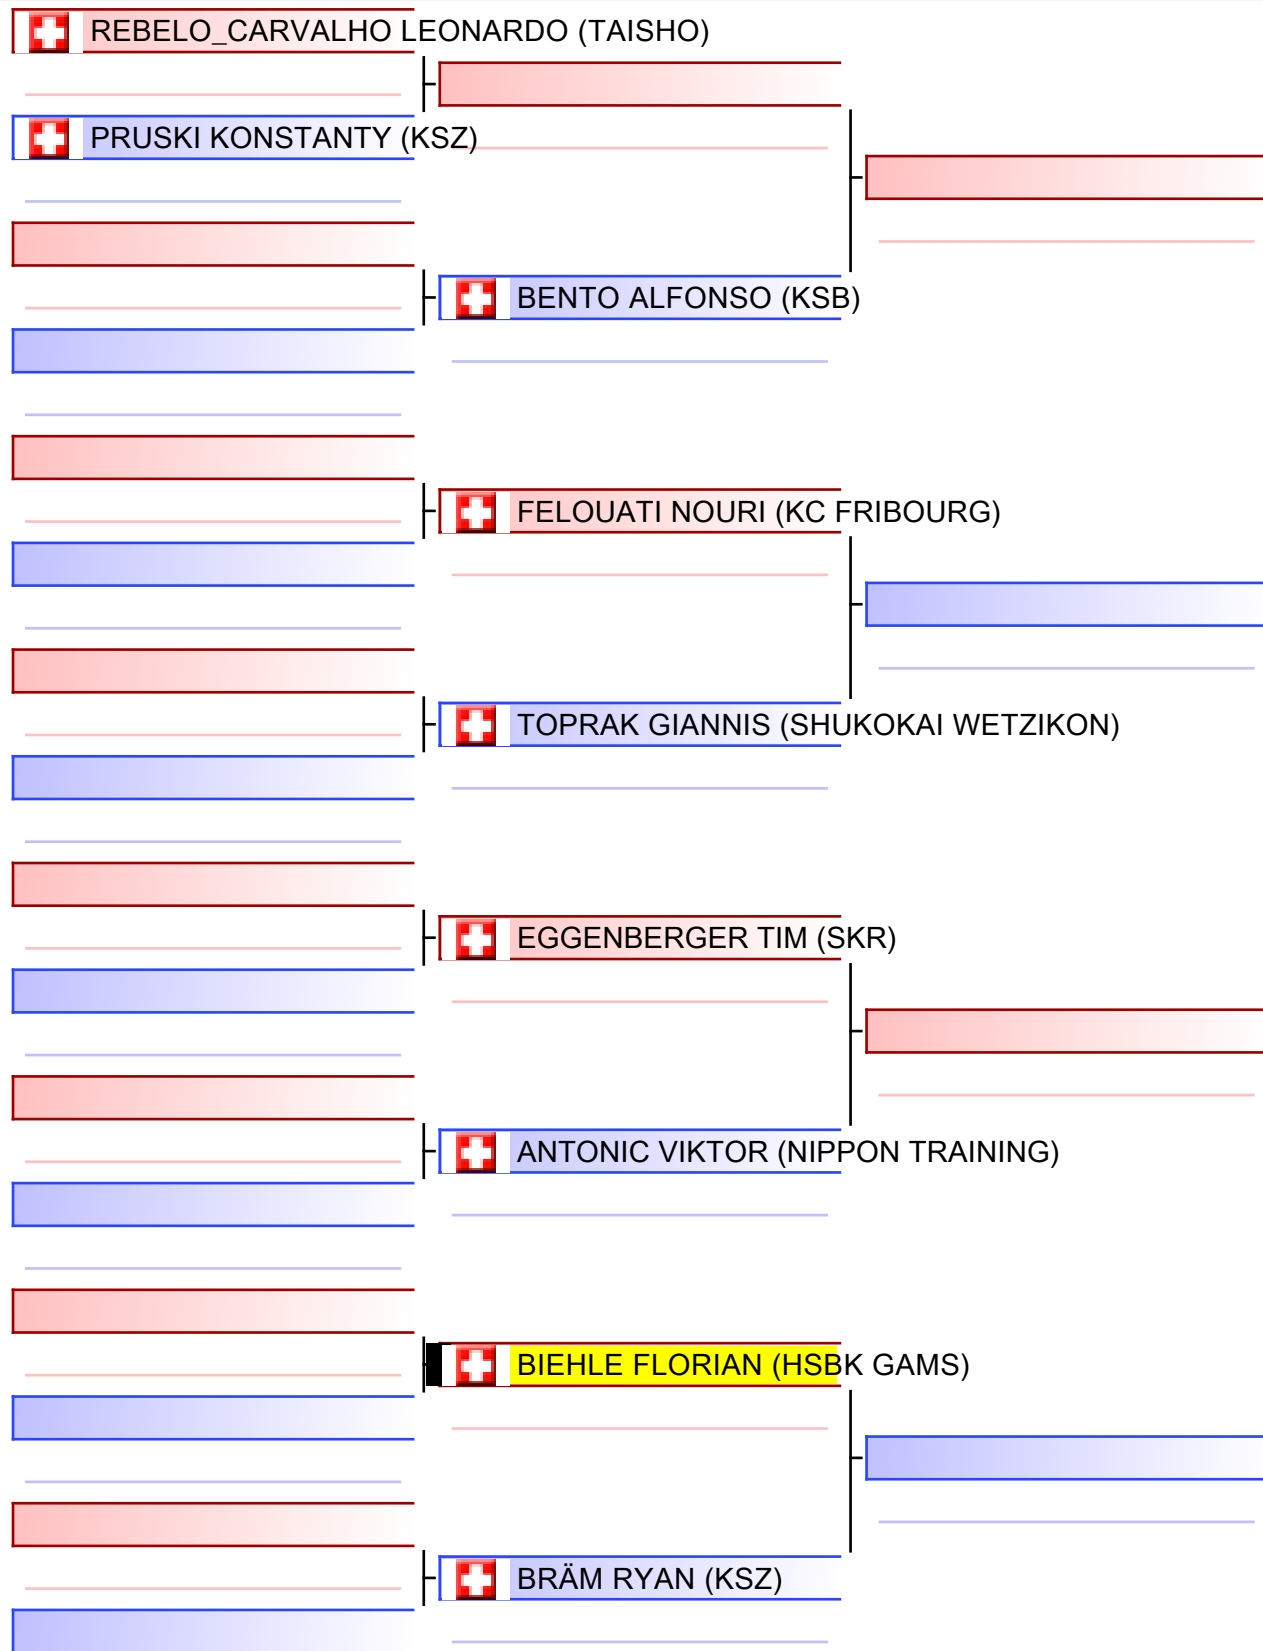 REBELO_CARVALHO LEONARDO (TAISHO)
PRUSKI KONSTANTY (KSZ)
BENTO ALFONSO (KSB)
FELOUATI NOURI (KC FRIBOURG)
TOPRAK GIANNIS (SHUKOKAI WETZIKON)
EGGENBERGER TIM (SKR)
ANTONIC VIKTOR (NIPPON TRAINING)
BIEHLE FLORIAN (HSBK GAMS)
BRÄM RYAN (KSZ)